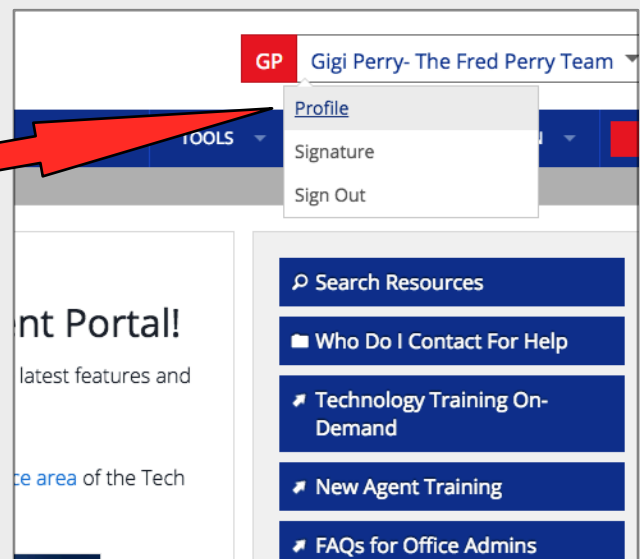 GP Gigi Perry- The Fred Perry Team
Profile
TOOLS
Signature
Sign Out
nt Portal!
latest features and
ce area of the Tech
Search Resources
Who Do I Contact For Help
Technology Training On-
Demand
New Agent Training
FAQs for Office Admins